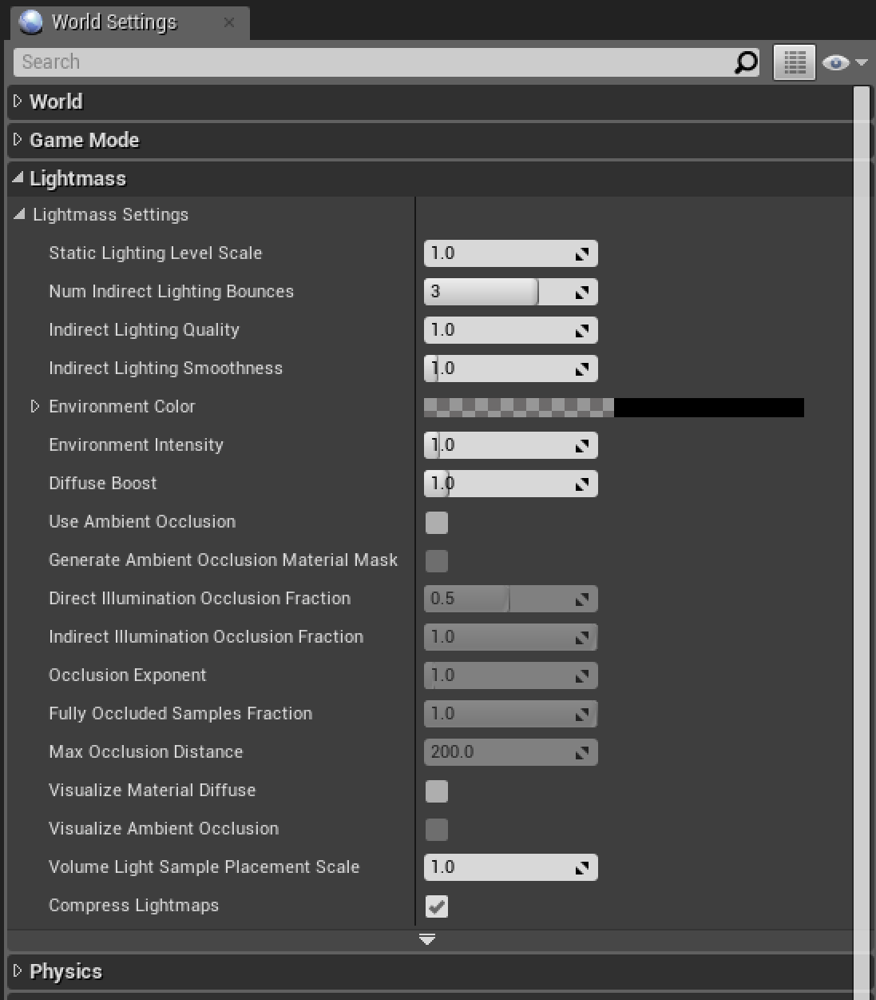 World Settings
Search
World
Game Mode
Lightmass
Lightmass Settings
Static Lighting Level Scale 1.0
Num Indirect Lighting Bounces 3
Indirect Lighting Quality 1.0
Indirect Lighting Smoothness 1.0
Environment Color
Environment Intensity 1.0
Diffuse Boost 1.0
Use Ambient Occlusion
Generate Ambient Occlusion Material Mask
Direct Illumination Occlusion Fraction 0.5
Indirect Illumination Occlusion Fraction 1.0
Occlusion Exponent 1.0
Fully Occluded Samples Fraction 1.0
Max Occlusion Distance 200.0
Visualize Material Diffuse
Visualize Ambient Occlusion
Volume Light Sample Placement Scale 1.0
Compress Lightmaps
Physics